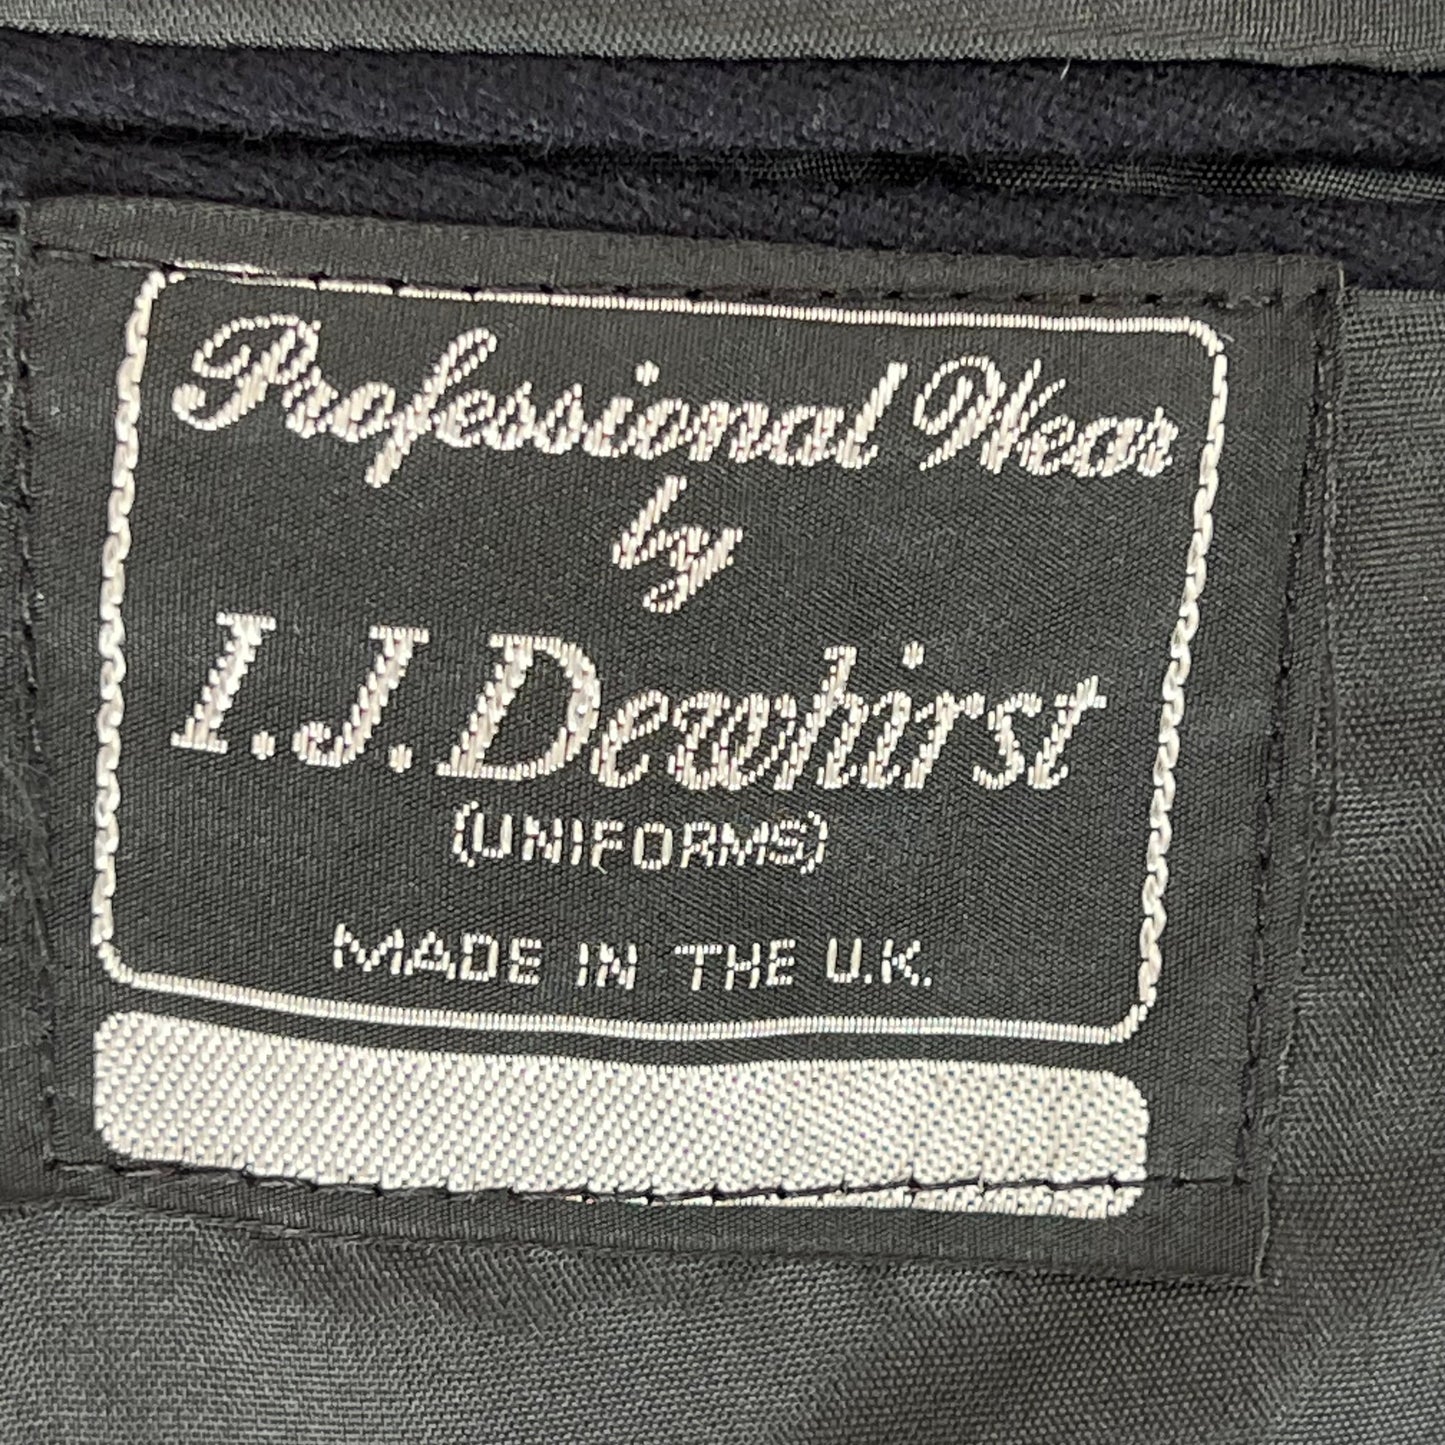 Professional Wear
by
I.J. Dewhirst
(UNIFORMS)
MADE IN THE U.K.